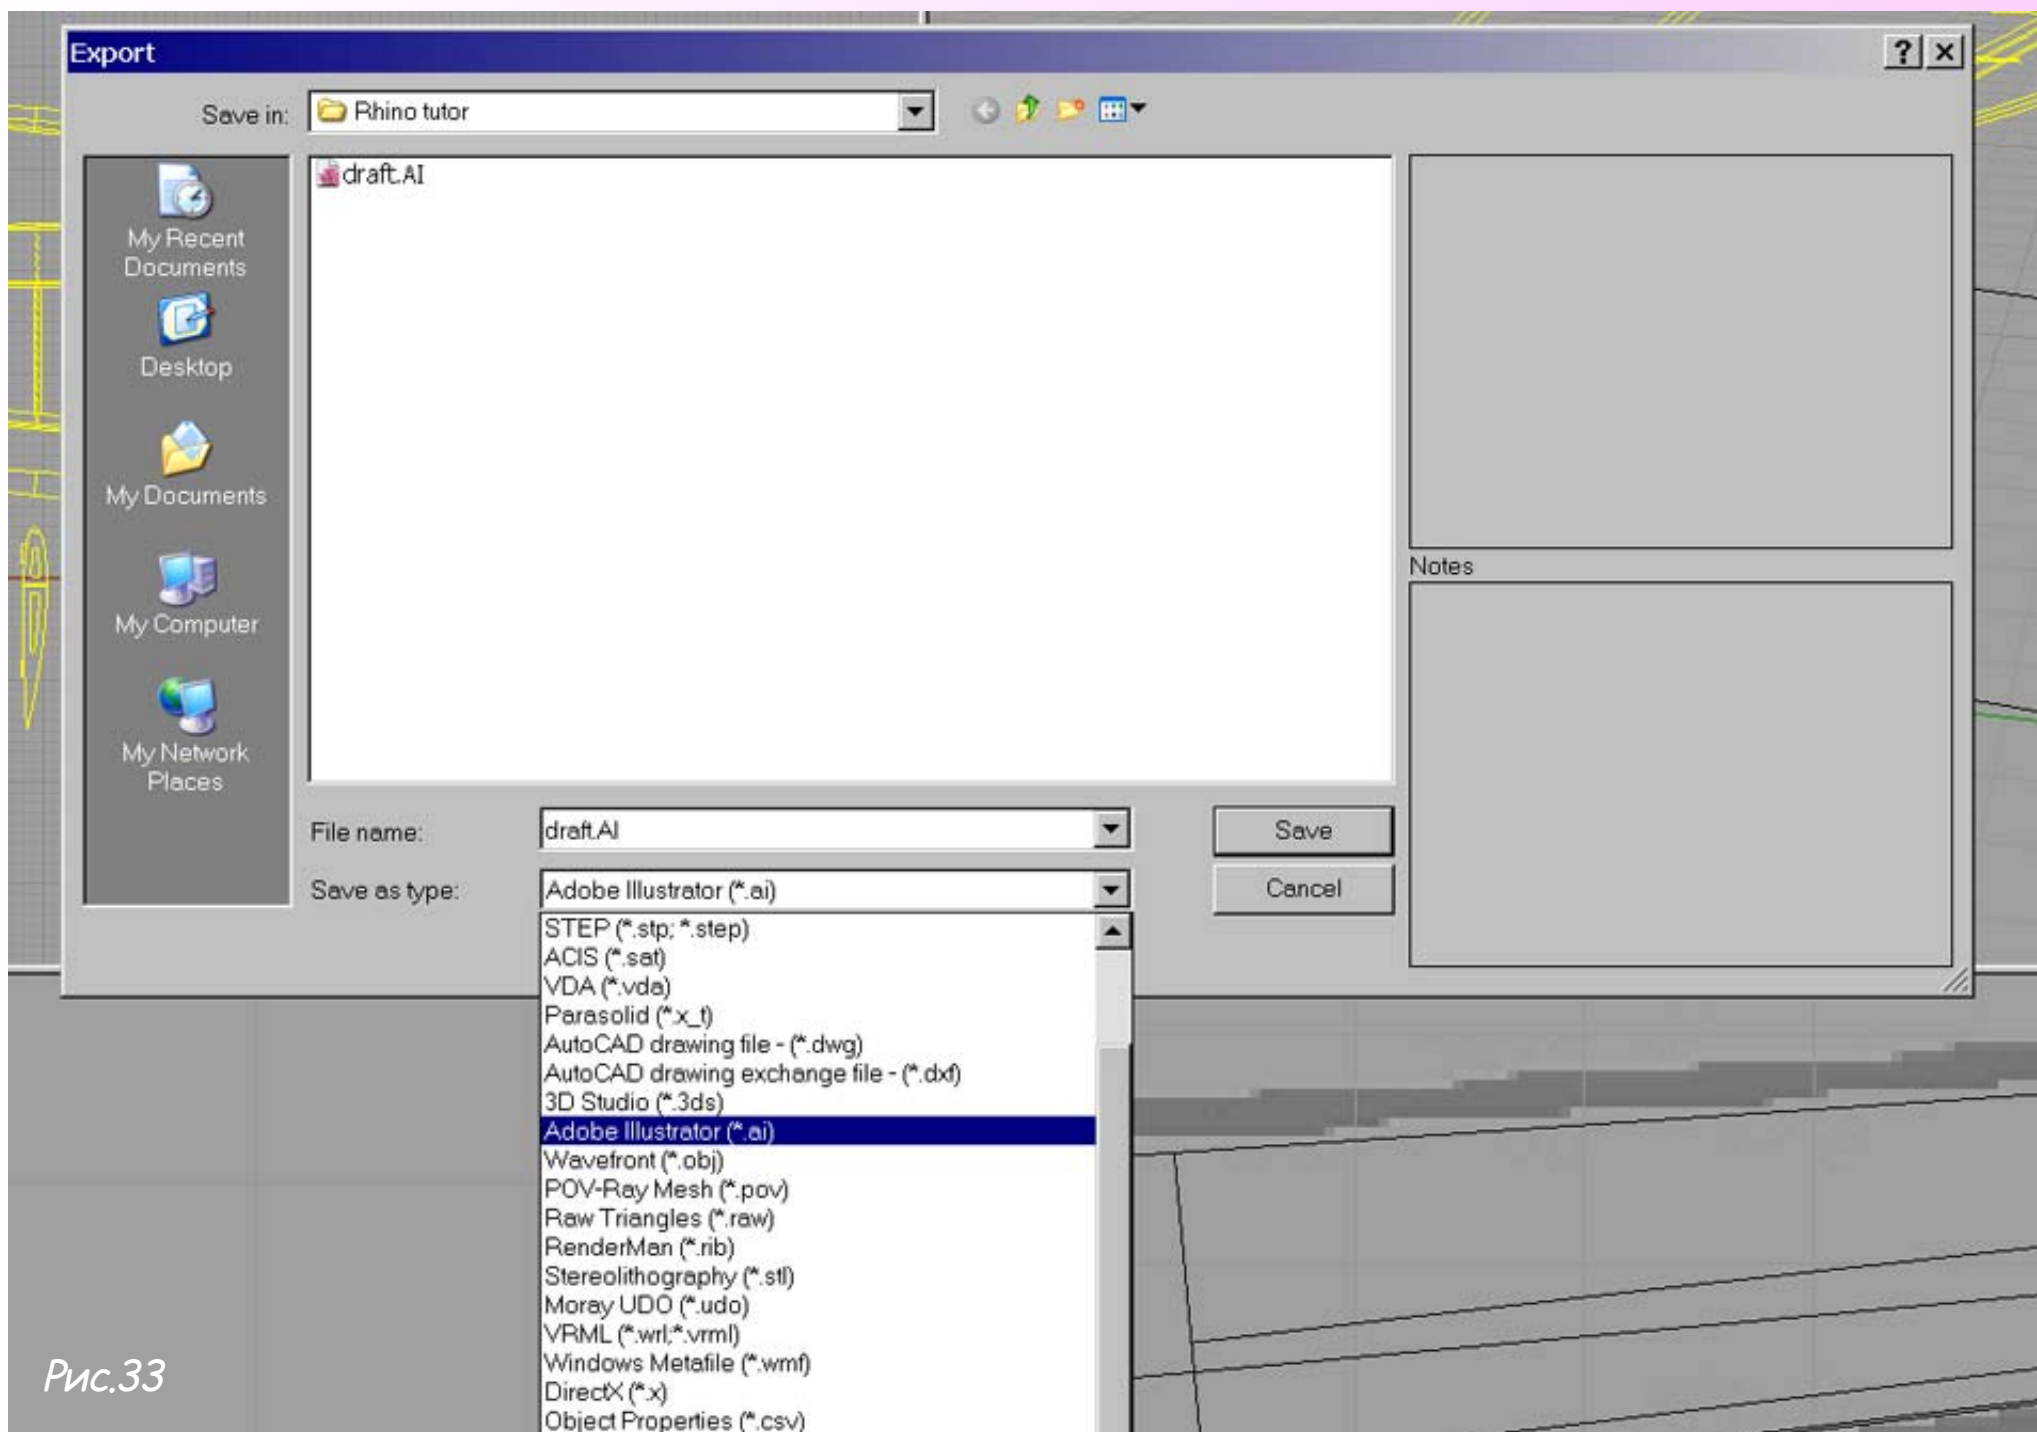 Export
Save in:
Rhino tutor
draft.AI
My Recent
Documents
Desktop
My Documents
My Computer
My Network
Places
Notes
File name:
draft.AI
Save
Save as type:
Adobe Illustrator (*.ai)
Cancel
STEP (*.stp; *.step)
ACIS (*.sat)
VDA (*.vda)
Parasolid (*.x_t)
AutoCAD drawing file - (*.dwg)
AutoCAD drawing exchange file - (*.dxf)
3D Studio (*.3ds)
Adobe Illustrator (*.ai)
Wavefront (*.obj)
POV-Ray Mesh (*.pov)
Raw Triangles (*.raw)
RenderMan (*.rib)
Stereolithography (*.stl)
Moray UDO (*.udo)
VRML (*.wrl;*.vrml)
Windows Metafile (*.wmf)
DirectX (*.x)
Object Properties (*.csv)
Рис.33